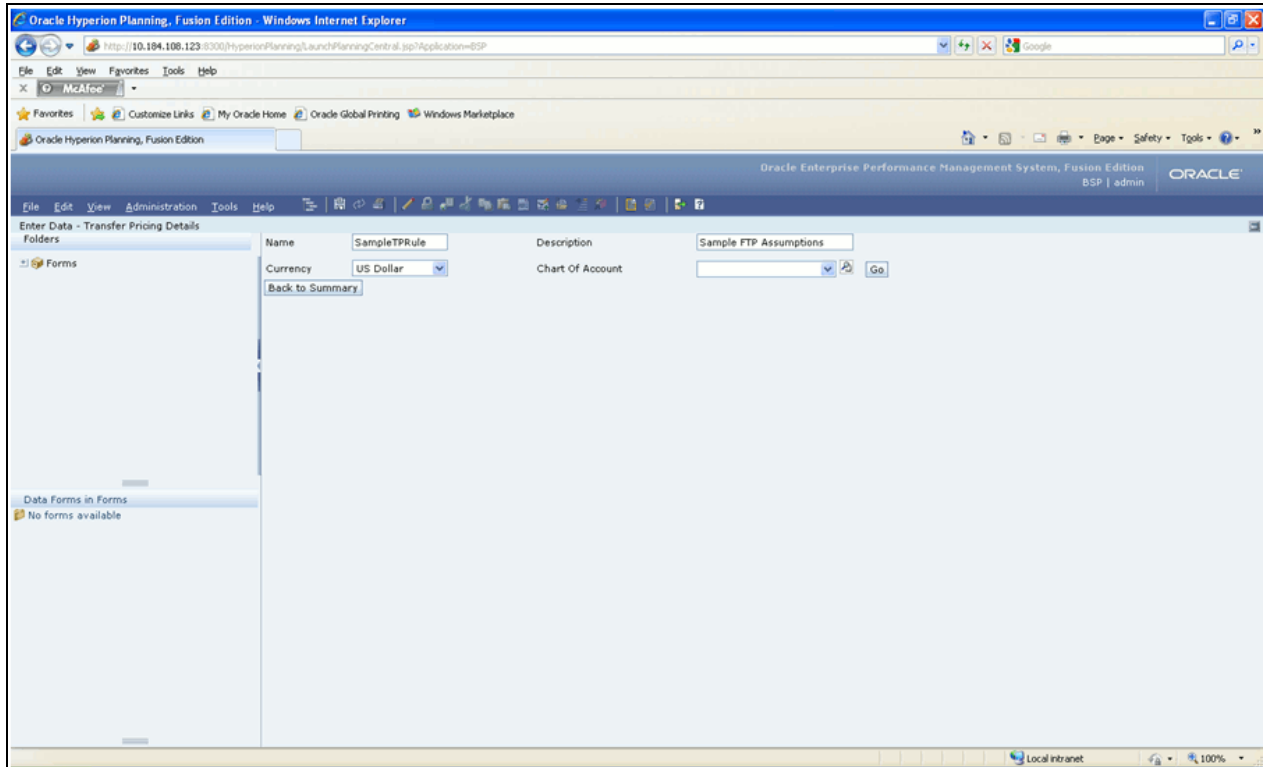 Oracle Hyperion Planning, Fusion Edition - Windows Internet Explorer
http://10.184.108.123:8300/HyperionPlanning/LaunchPlanningCentral.jsp?Application=BSP
Google
File Edit View Favorites Tools Help
X McAfee
Favorites Customize Links My Oracle Home Oracle Global Printing Windows Marketplace
Oracle Hyperion Planning, Fusion Edition
Page Safety Tools »
Oracle Enterprise Performance Management System, Fusion Edition
BSP | admin
ORACLE
File Edit View Administration Tools Help
Enter Data - Transfer Pricing Details
Folders
Name SampleTPRule Description Sample FTP Assumptions
Forms
Currency US Dollar Chart Of Account Go
Back to Summary
Data Forms in Forms
No forms available
Local intranet 100%